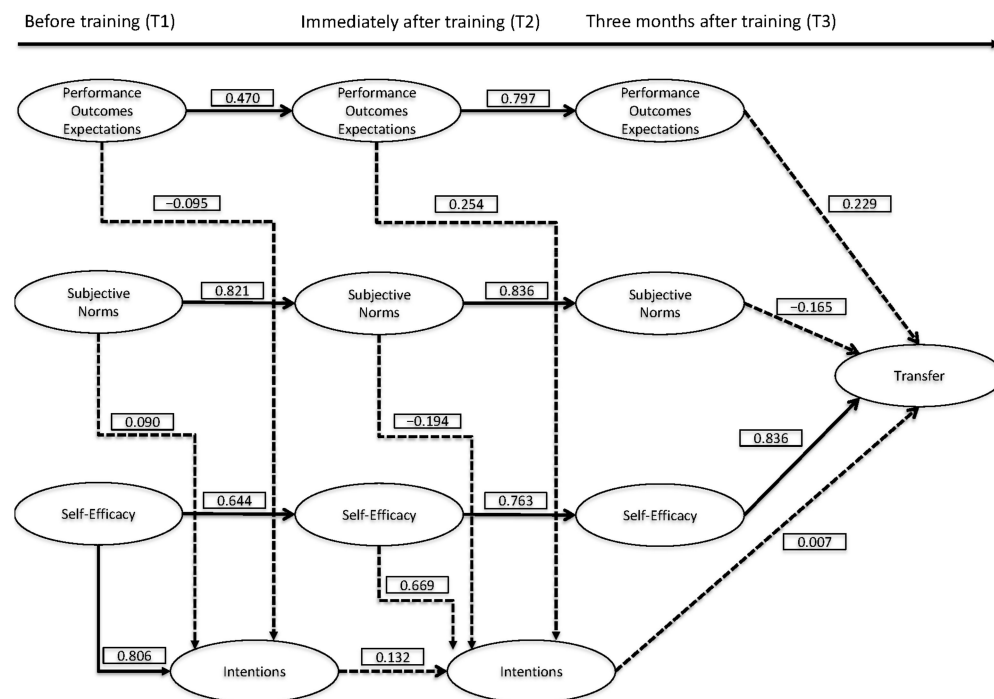 Before training (T1)
Immediately after training (T2)
Three months after training (T3)
Performance
Outcomes
Expectations
0.470
Performance
Outcomes
Expectations
0.797
Performance
Outcomes
Expectations
−0.095
0.254
0.229
Subjective
Norms
0.821
Subjective
Norms
0.836
Subjective
Norms
−0.165
Transfer
0.090
−0.194
0.836
Self-Efficacy
0.644
Self-Efficacy
0.763
Self-Efficacy
0.007
0.669
0.806
Intentions
0.132
Intentions